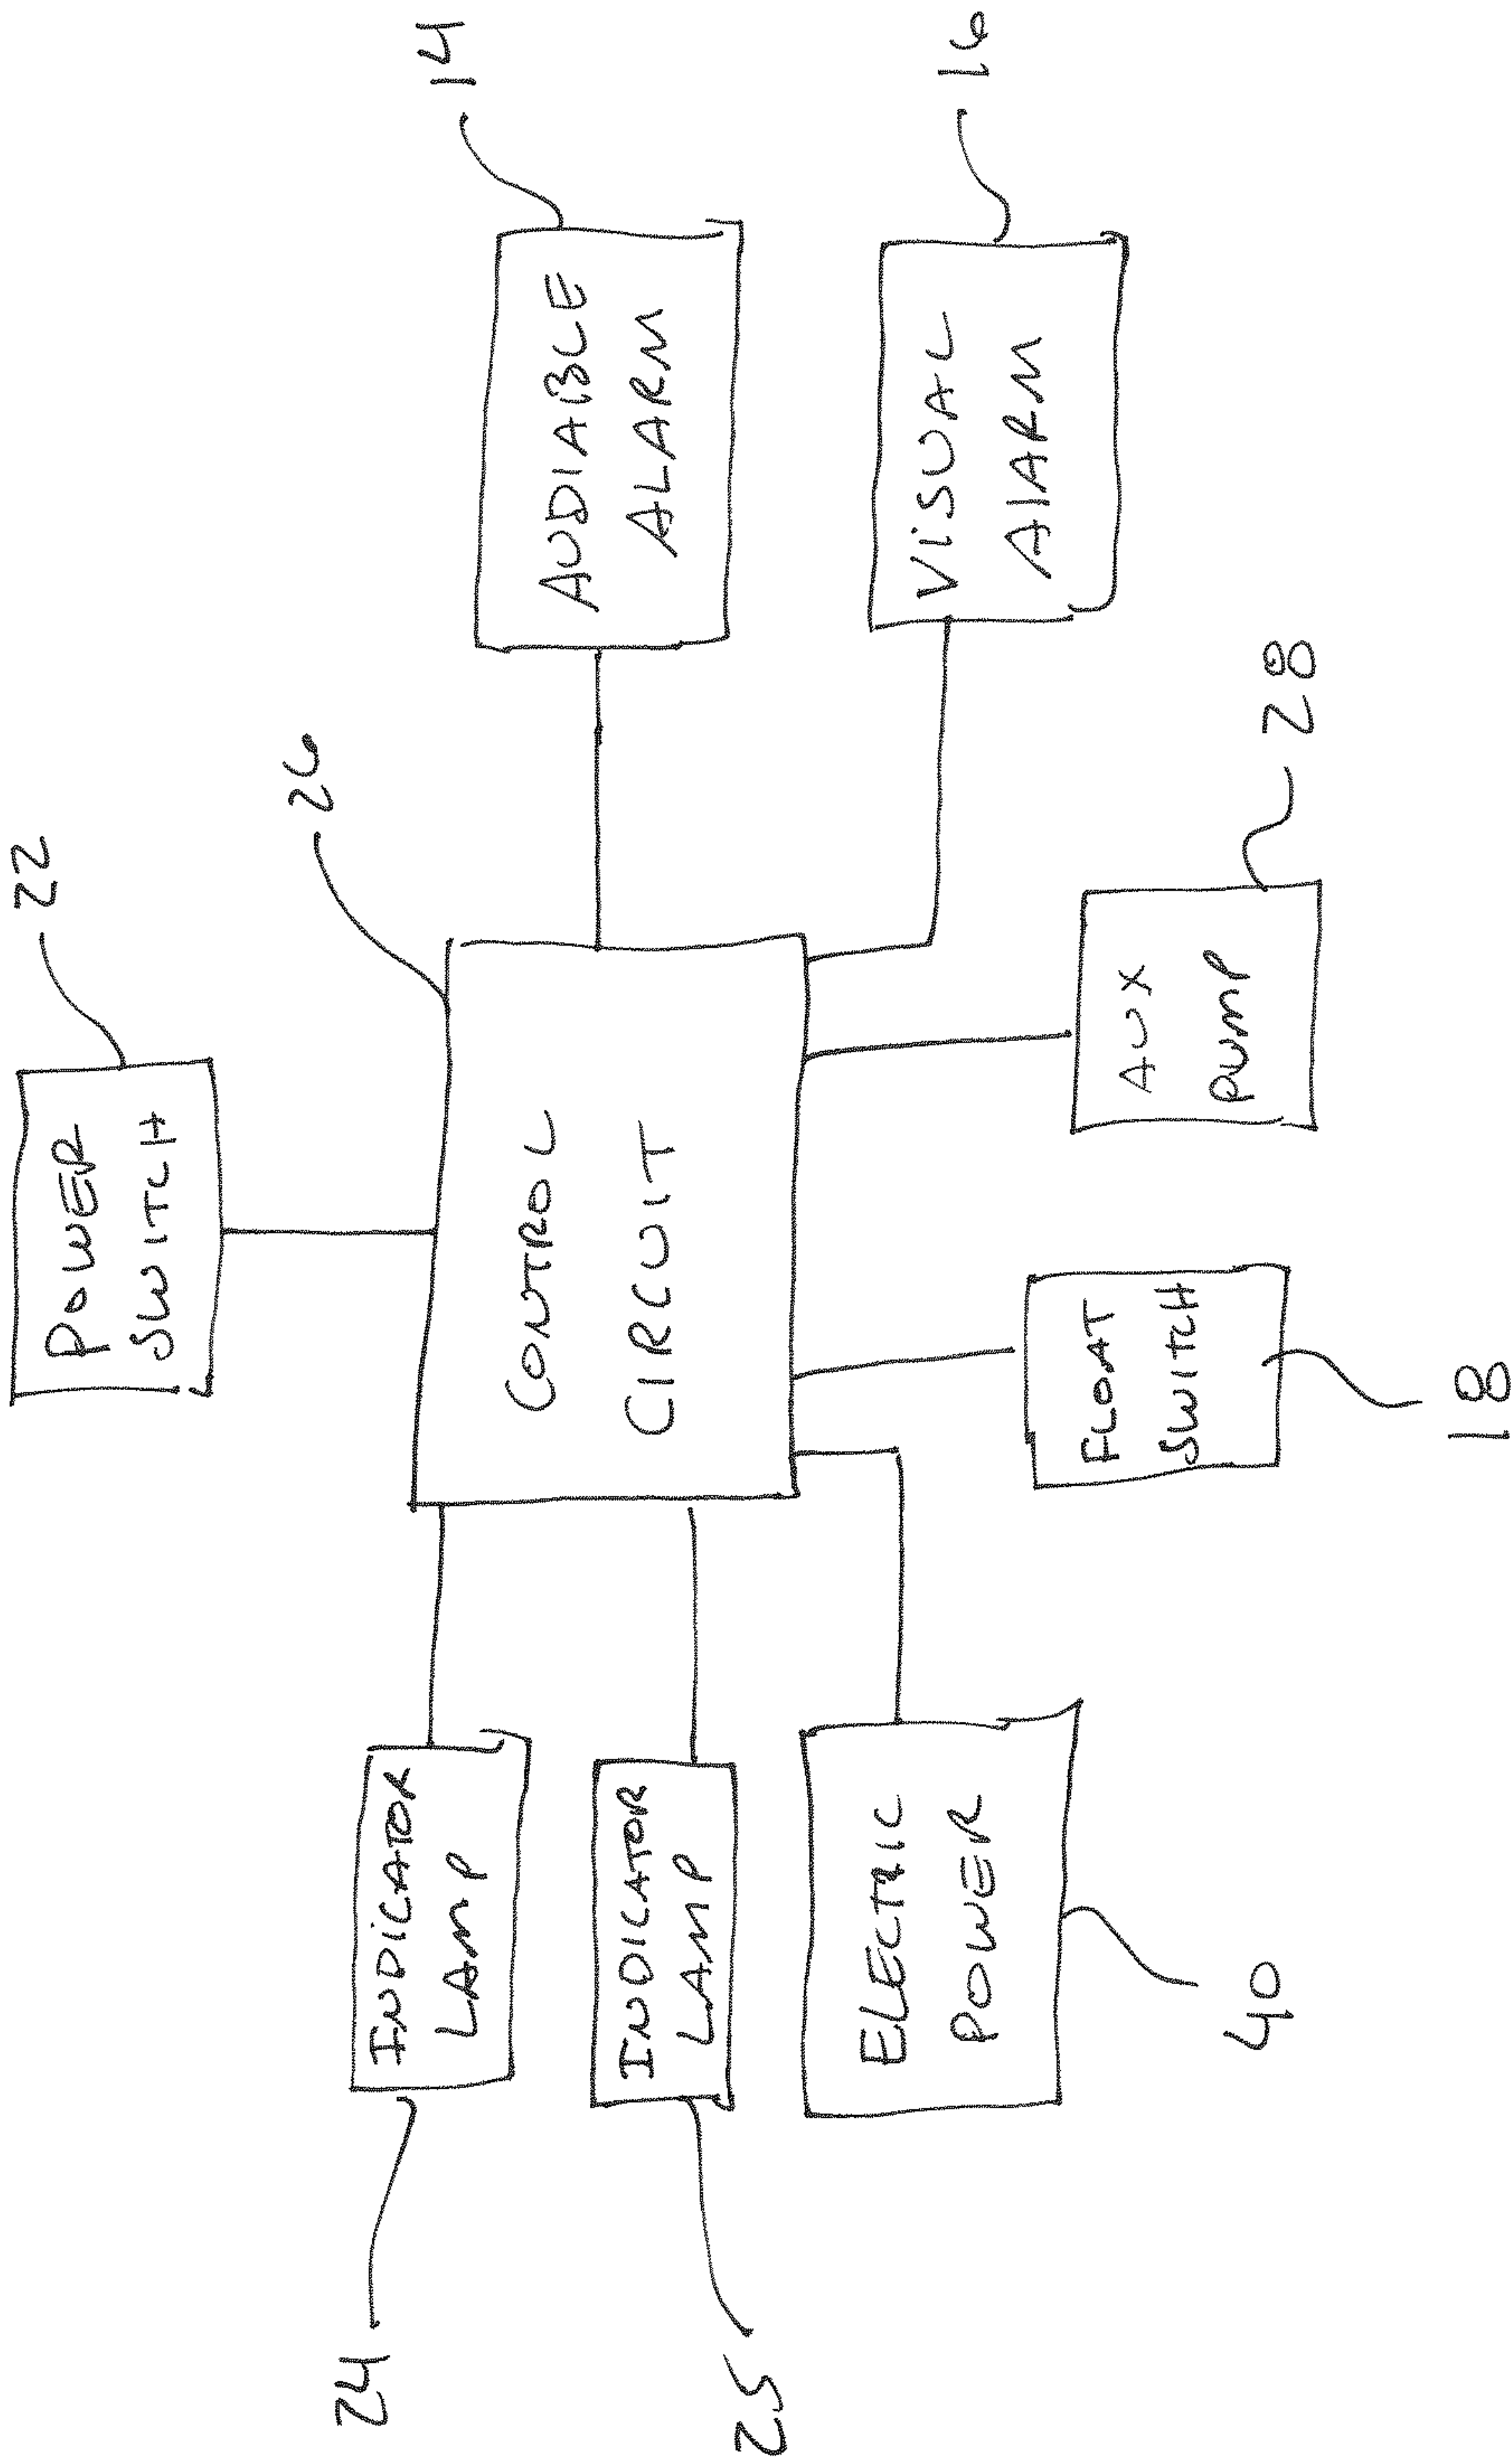 22
POWER
SWITCH
26
24
INDICATOR
LAMP
CONTROL
CIRCUIT
AUDIABLE
ALARM
14
25
INDICATOR
LAMP
ELECTRIC
POWER
40
FLOAT
SWITCH
18
AUX
PUMP
28
VISUAL
AlARM
16